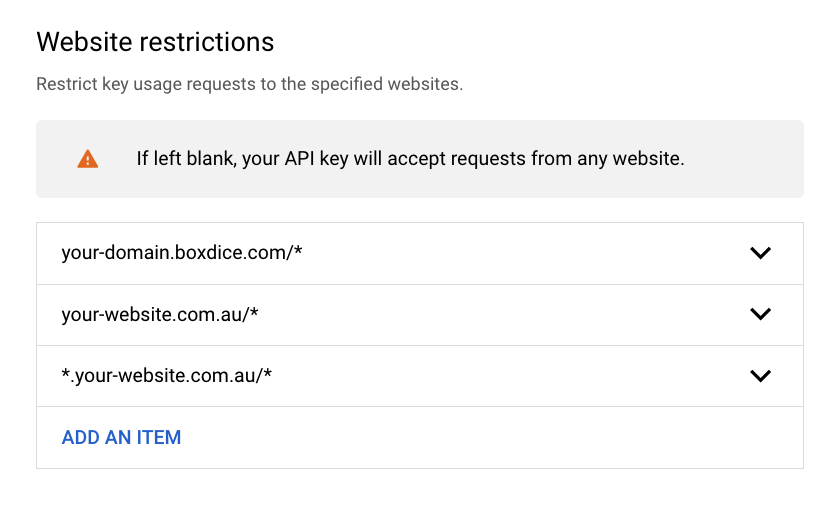 Website restrictions
Restrict key usage requests to the specified websites.
If left blank, your API key will accept requests from any website.
your-domain.boxdice.com/*
your-website.com.au/*
*.your-website.com.au/*
ADD AN ITEM